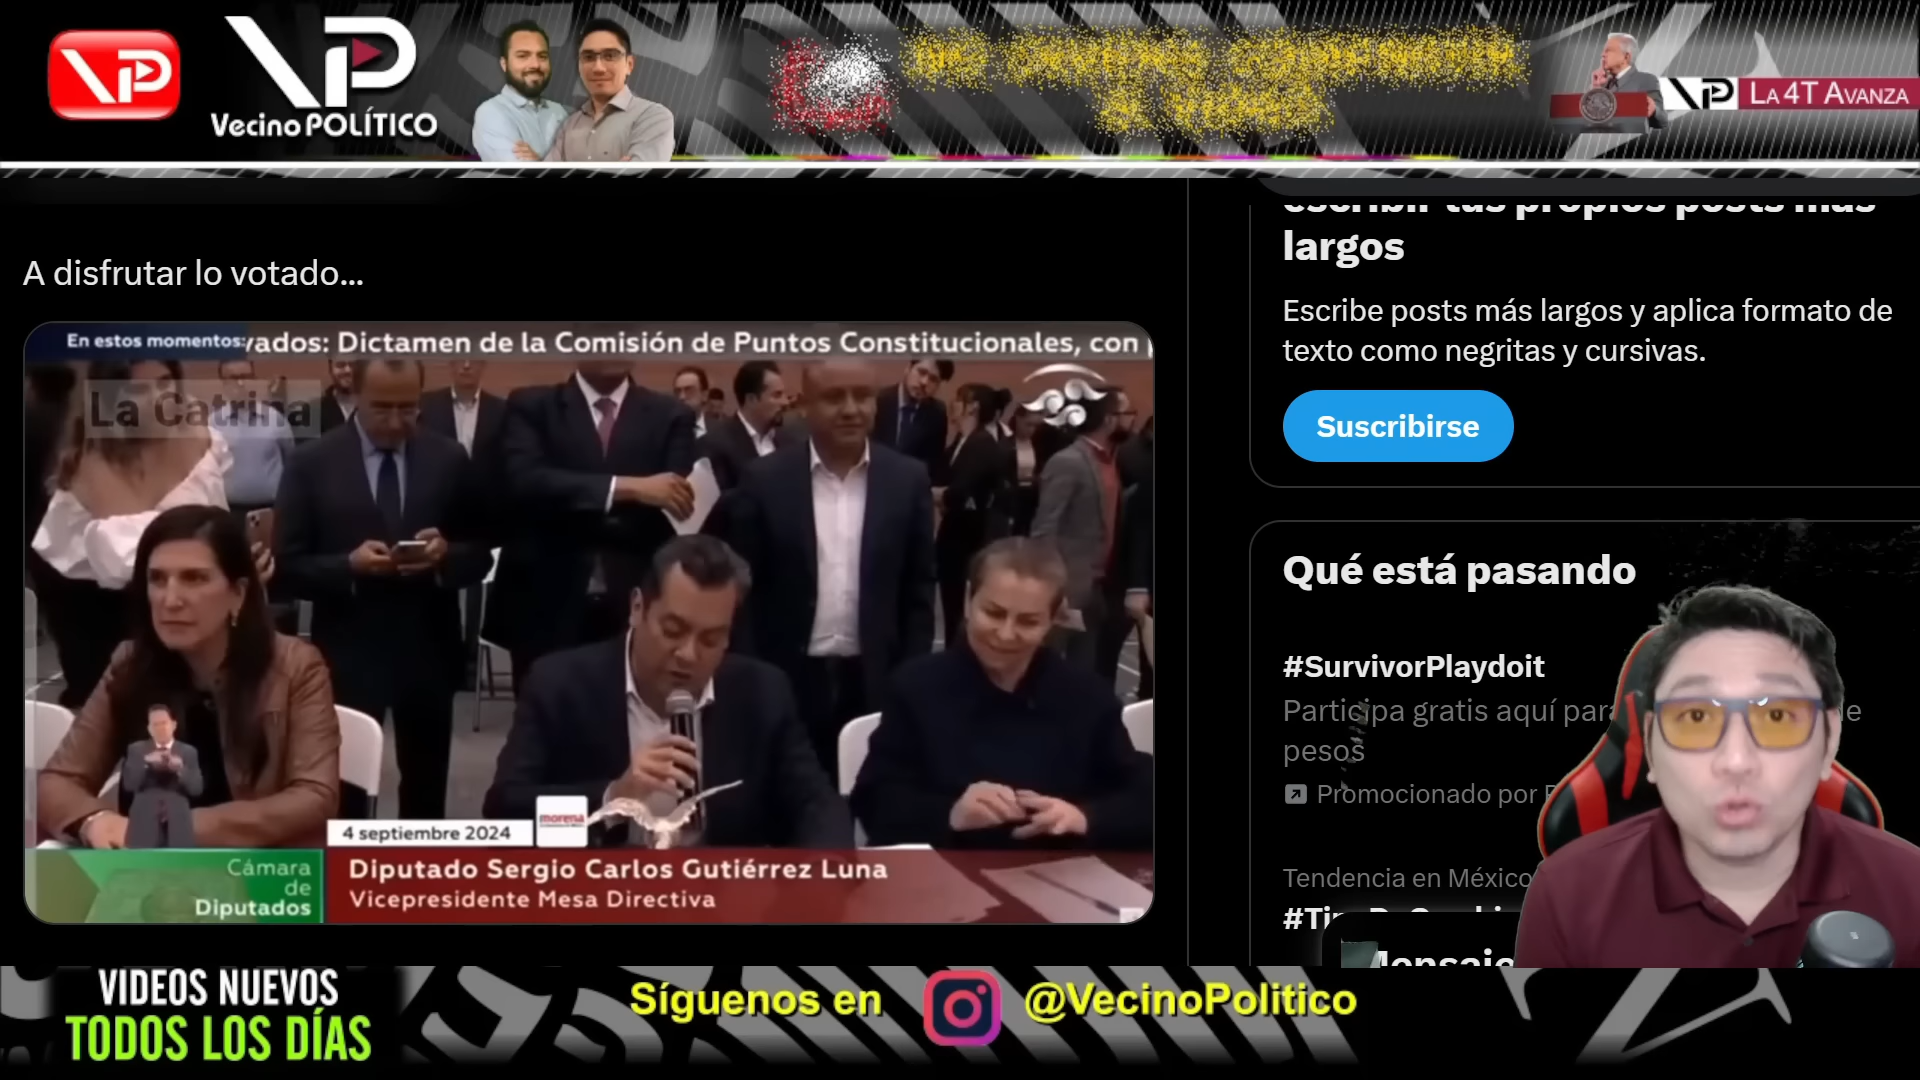 VP
VP
Vecino POLÍTICO
VP LA 4T AVANZA
largos
Escribe posts más largos y aplica formato de
texto como negritas y cursivas.
Suscribirse
A disfrutar lo votado...
En estos momentos:
vados: Dictamen de la Comisión de Puntos Constitucionales, con
La Catrina
morena
4 septiembre 2024
Cámara
de
Diputados
Diputado Sergio Carlos Gutiérrez Luna
Vicepresidente Mesa Directiva
Qué está pasando
#SurvivorPlaydoit
Participa gratis aquí para
pesos
Promocionado por
Tendencia en México
VIDEOS NUEVOS
TODOS LOS DÍAS
Síguenos en
@VecinoPolitico